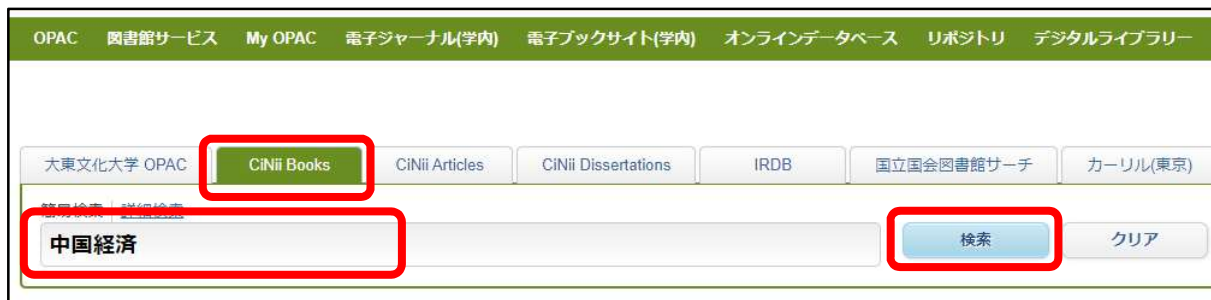 OPAC 図書館サービス My OPAC 電子ジャーナル(学内) 電子ブックサイト(学内) オンラインデータベース リポジトリ デジタルライブラリー
大東文化大学 OPAC CiNii Books CiNii Articles CiNii Dissertations IRDB 国立国会図書館サーチ カーリル(東京)
簡易検索 | 詳細検索
中国経済 検索 クリア